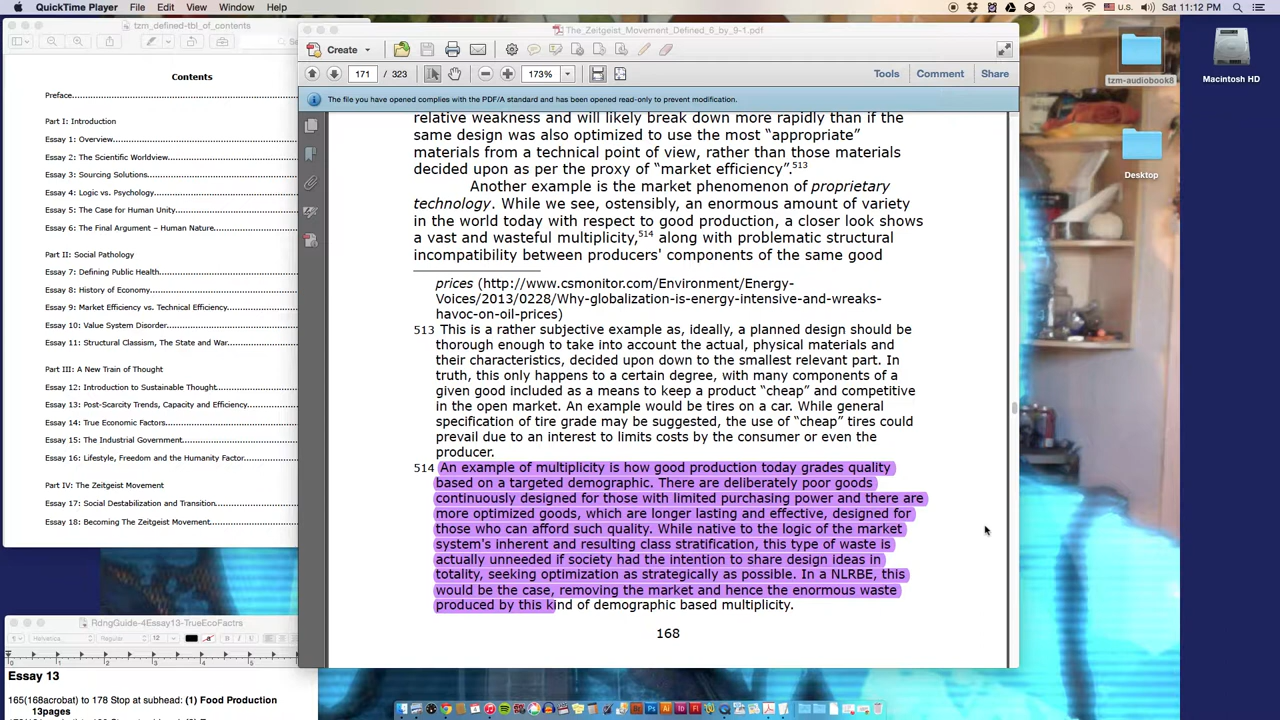 QuickTime Player File Edit View Window Help
U.S. Sat 11:12 PM
tzm_defined-tbl_of_contents
Contents
Preface
Part I: Introduction
Essay 1: Overview
Essay 2: The Scientific Worldview
Essay 3: Sourcing Solutions
Essay 4: Logic vs. Psychology
Essay 5: The Case for Human Unity
Essay 6: The Final Argument – Human Nature
Part II: Social Pathology
Essay 7: Defining Public Health
Essay 8: History of Economy
Essay 9: Market Efficiency vs. Technical Efficiency
Essay 10: Value System Disorder
Essay 11: Structural Classism, The State and War
Part III: A New Train of Thought
Essay 12: Introduction to Sustainable Thought
Essay 13: Post-Scarcity Trends, Capacity and Efficiency
Essay 14: True Economic Factors
Essay 15: The Industrial Government
Essay 16: Lifestyle, Freedom and the Humanity Factor
Part IV: The Zeitgeist Movement
Essay 17: Social Destabilization and Transition
Essay 18: Becoming The Zeitgeist Movement
RdngGuide-4Essay13-TrueEcoFactrs
Helvetica Regular 12 B I U
0 1 2 3 4 5
Essay 13
165(168acrobat) to 178 Stop at subhead: (1) Food Production
13pages
The_Zeitgeist_Movement_Defined_6_by_9-1.pdf
Create
171 / 323 173% Tools Comment Share
The file you have opened complies with the PDF/A standard and has been opened read-only to prevent modification.
relative weakness and will likely break down more rapidly than if the
same design was also optimized to use the most “appropriate”
materials from a technical point of view, rather than those materials
decided upon as per the proxy of “market efficiency”.513
Another example is the market phenomenon of proprietary
technology. While we see, ostensibly, an enormous amount of variety
in the world today with respect to good production, a closer look shows
a vast and wasteful multiplicity,514 along with problematic structural
incompatibility between producers' components of the same good
prices (http://www.csmonitor.com/Environment/Energy-
Voices/2013/0228/Why-globalization-is-energy-intensive-and-wreaks-
havoc-on-oil-prices)
513 This is a rather subjective example as, ideally, a planned design should be
thorough enough to take into account the actual, physical materials and
their characteristics, decided upon down to the smallest relevant part. In
truth, this only happens to a certain degree, with many components of a
given good included as a means to keep a product “cheap” and competitive
in the open market. An example would be tires on a car. While general
specification of tire grade may be suggested, the use of “cheap” tires could
prevail due to an interest to limits costs by the consumer or even the
producer.
514 An example of multiplicity is how good production today grades quality
based on a targeted demographic. There are deliberately poor goods
continuously designed for those with limited purchasing power and there are
more optimized goods, which are longer lasting and effective, designed for
those who can afford such quality. While native to the logic of the market
system's inherent and resulting class stratification, this type of waste is
actually unneeded if society had the intention to share design ideas in
totality, seeking optimization as strategically as possible. In a NLRBE, this
would be the case, removing the market and hence the enormous waste
produced by this kind of demographic based multiplicity.
168
tzm-audiobook8
Macintosh HD
Desktop